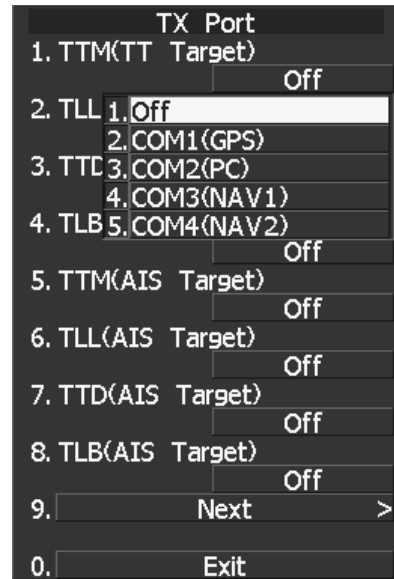 TX Port
1. TTM(TT Target)
Off
2. TLL
1. Off
2. COM1(GPS)
3. TTD
3. COM2(PC)
4. COM3(NAV1)
4. TLB
5. COM4(NAV2)
Off
5. TTM(AIS Target)
Off
6. TLL(AIS Target)
Off
7. TTD(AIS Target)
Off
8. TLB(AIS Target)
Off
9. Next >
0. Exit